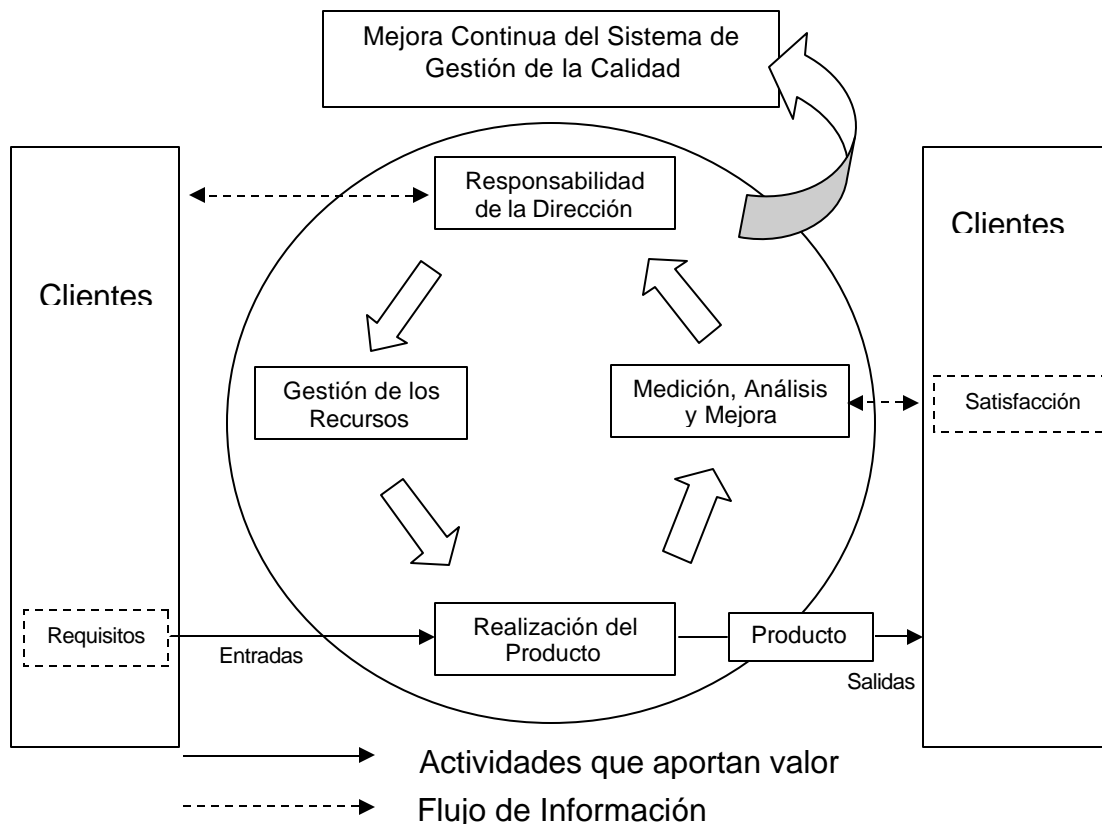 Mejora Continua del Sistema de
Gestión de la Calidad
Responsabilidad
de la Dirección
Clientes
Clientes
Gestión de los
Recursos
Medición, Análisis
y Mejora
Satisfacción
Requisitos
Entradas
Realización del
Producto
Producto
Salidas
Actividades que aportan valor
Flujo de Información